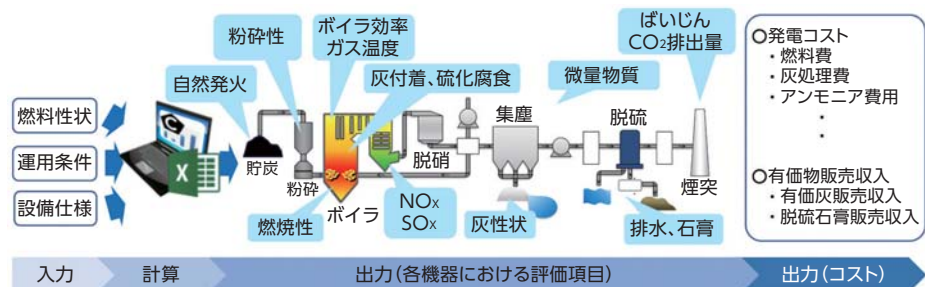 燃料性状
運用条件
設備仕様
自然発火
貯炭
粉砕性
粉砕
ボイラ効率
ガス温度
灰付着、硫化腐食
燃焼性
ボイラ
脱硝
NOx
SOx
集塵
微量物質
灰性状
脱硫
排水、石膏
ばいじん
CO₂排出量
煙突
○発電コスト
・燃料費
・灰処理費
・アンモニア費用
・
・
○有価物販売収入
・有価灰販売収入
・脱硫石膏販売収入
入力
計算
出力(各機器における評価項目)
出力(コスト)